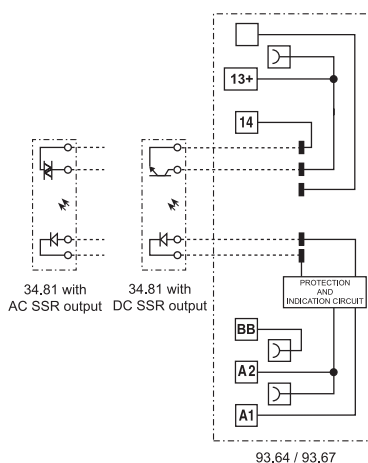 13+
14
34.81 with
AC SSR output
34.81 with
DC SSR output
PROTECTION
AND
INDICATION CIRCUIT
BB
A2
A1
93.64 / 93.67